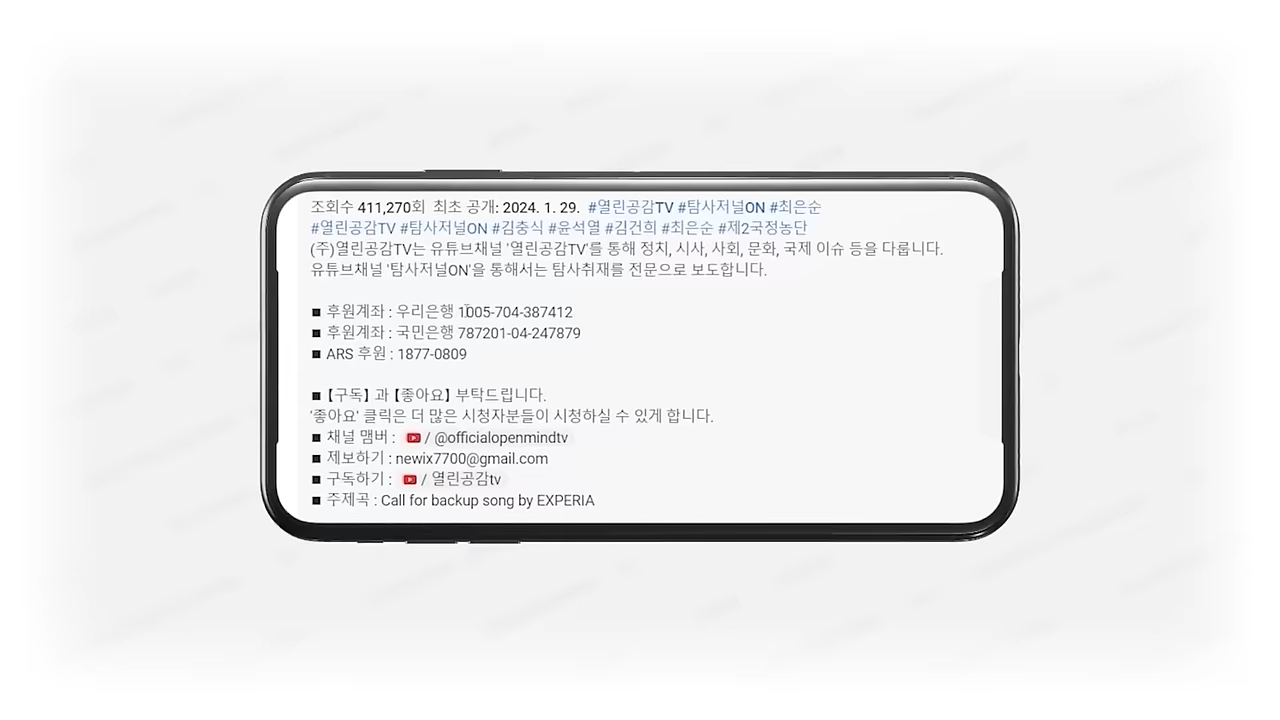 조회수 411,270회 최초 공개: 2024. 1. 29. #열린공감TV #탐사저널ON #최은순
#열린공감TV #탐사저널ON #김충식 #윤석열 #김건희 #최은순 #제2국정농단
(주)열린공감TV는 유튜브채널 '열린공감TV'를 통해 정치, 시사, 사회, 문화, 국제 이슈 등을 다룹니다.
유튜브채널 '탐사저널ON'을 통해서는 탐사취재를 전문으로 보도합니다.
■ 후원계좌 : 우리은행 1005-704-387412
■ 후원계좌 : 국민은행 787201-04-247879
■ ARS 후원 : 1877-0809
■ 【구독】 과 【좋아요】 부탁드립니다.
'좋아요' 클릭은 더 많은 시청자분들이 시청하실 수 있게 합니다.
■ 채널 맴버 : / @officialopenmindtv
■ 제보하기 : newix7700@gmail.com
■ 구독하기 : / 열린공감tv
■ 주제곡 : Call for backup song by EXPERIA